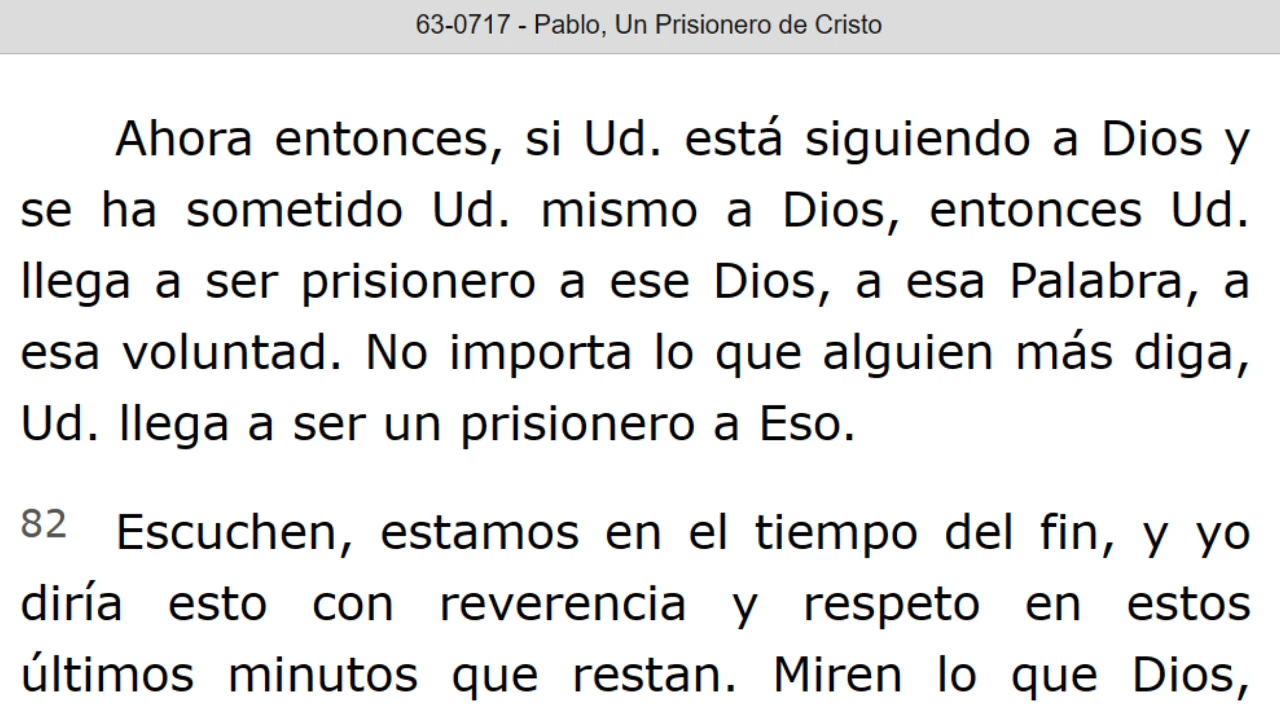 63-0717 - Pablo, Un Prisionero de Cristo
Ahora entonces, si Ud. está siguiendo a Dios y
se ha sometido Ud. mismo a Dios, entonces Ud.
llega a ser prisionero a ese Dios, a esa Palabra, a
esa voluntad. No importa lo que alguien más diga,
Ud. llega a ser un prisionero a Eso.
82 Escuchen, estamos en el tiempo del fin, y yo
diría esto con reverencia y respeto en estos
últimos minutos que restan. Miren lo que Dios,